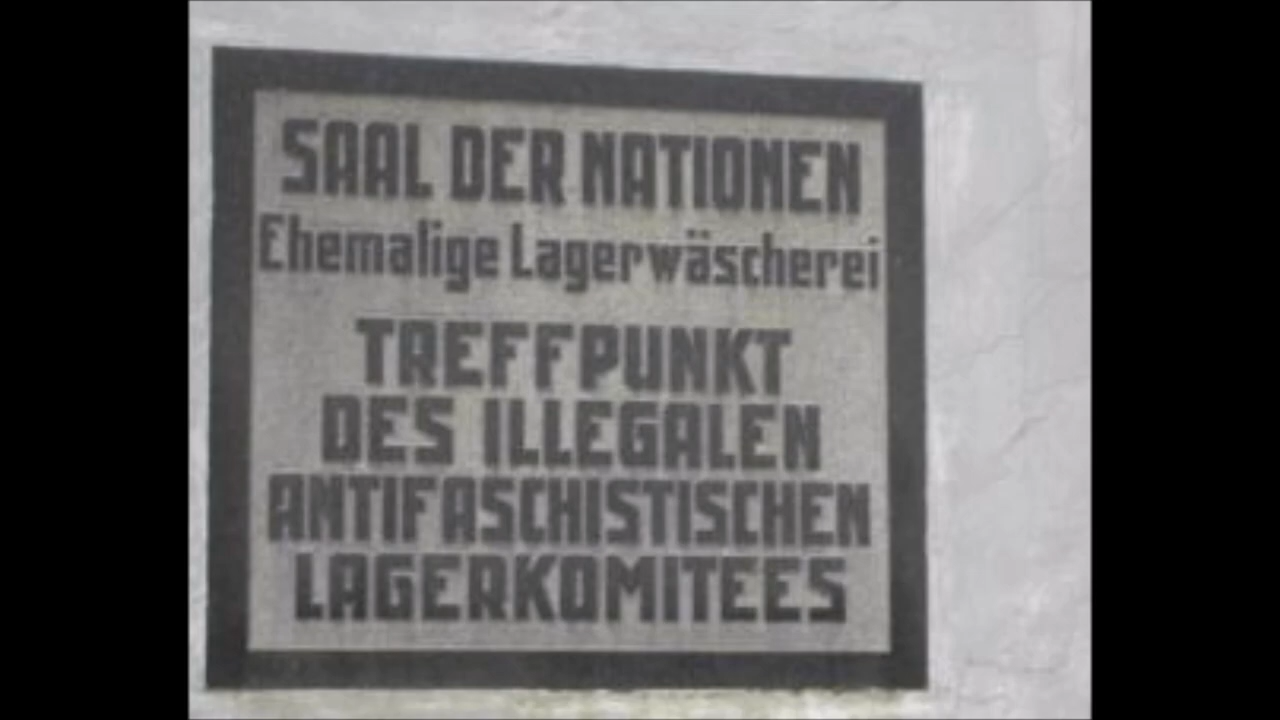 SAAL DER NATIONEN
Ehemalige Lagerwäscherei
TREFFPUNKT
DES ILLEGALEN
ANTIFASCHISTISCHEN
LAGERKOMITEES